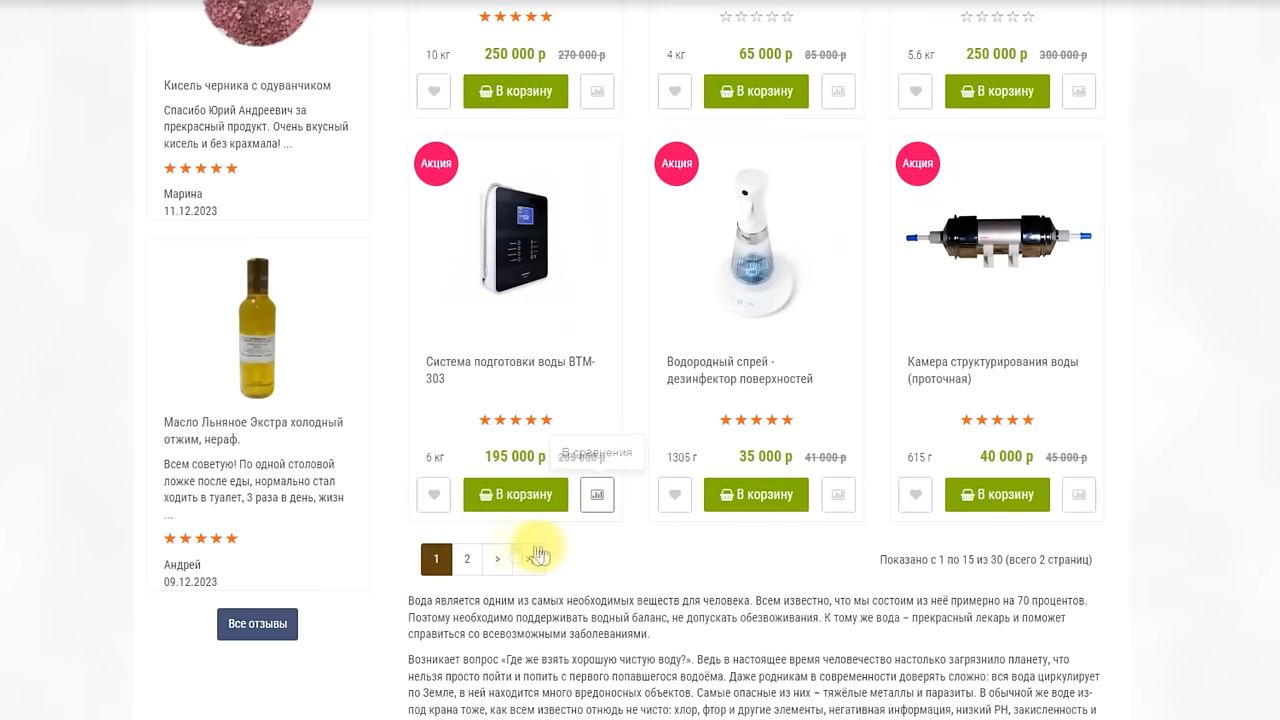 Кисель черника с одуванчиком
Спасибо Юрий Андреевич за
прекрасный продукт. Очень вкусный
кисель и без крахмала! ...
Марина
11.12.2023
Масло Льняное Экстра холодный
отжим, нераф.
Всем советую! По одной столовой
ложке после еды, нормально стал
ходить в туалет, 3 раза в день, жизн
...
Андрей
09.12.2023
Все отзывы
10 кг 250 000 р 270 000 р
В корзину
4 кг 65 000 р 85 000 р
В корзину
5.6 кг 250 000 р 300 000 р
В корзину
Акция
Система подготовки воды ВТМ-
303
6 кг 195 000 р
В сравнения
В корзину
Акция
Водородный спрей -
дезинфектор поверхностей
1305 г 35 000 р 41 000 р
В корзину
Акция
Камера структурирования воды
(проточная)
615 г 40 000 р 45 000 р
В корзину
1 2 >
Показано с 1 по 15 из 30 (всего 2 страниц)
Вода является одним из самых необходимых веществ для человека. Всем известно, что мы состоим из неё примерно на 70 процентов.
Поэтому необходимо поддерживать водный баланс, не допускать обезвоживания. К тому же вода – прекрасный лекарь и поможет
справиться со всевозможными заболеваниями.
Возникает вопрос «Где же взять хорошую чистую воду?». Ведь в настоящее время человечество настолько загрязнило планету, что
нельзя просто пойти и попить с первого попавшегося водоёма. Даже родникам в современности доверять сложно: вся вода циркулирует
по Земле, в ней находится много вредоносных объектов. Самые опасные из них – тяжёлые металлы и паразиты. В обычной же воде из-
под крана тоже, как всем известно отнюдь не чисто: хлор, фтор и другие элементы, негативная информация, низкий PH, закисленность и